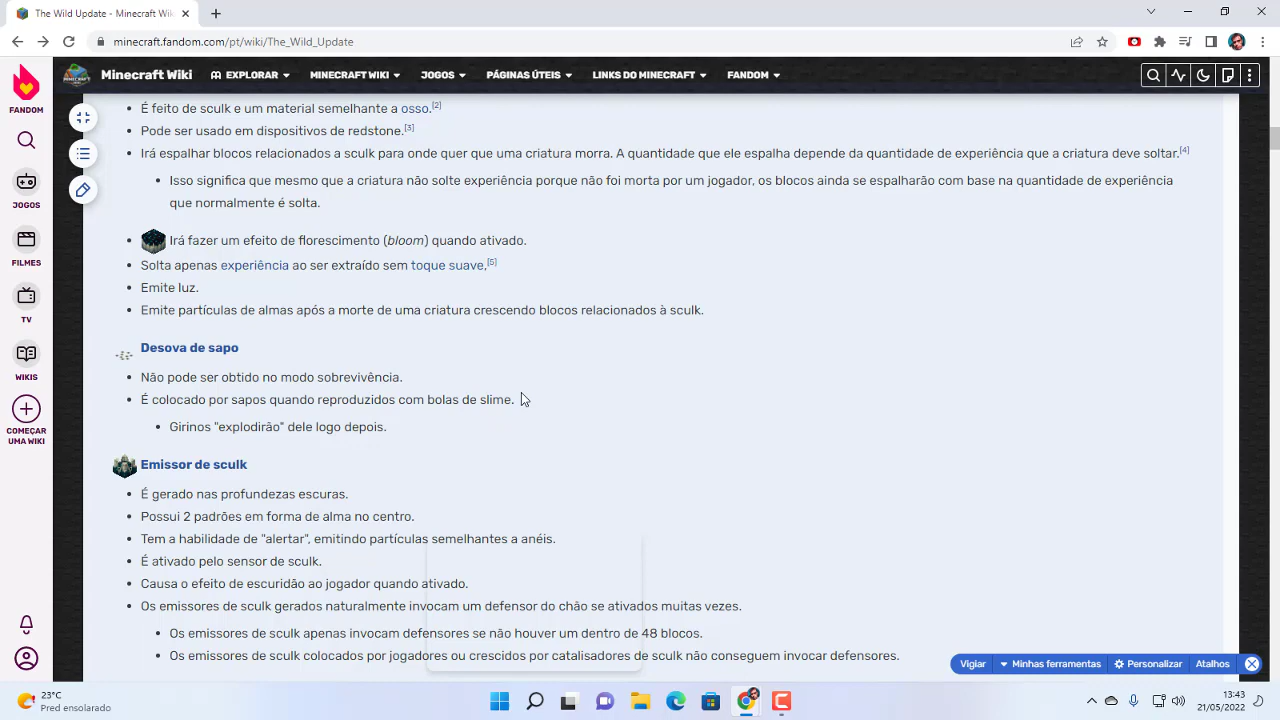 The Wild Update – Minecraft Wiki
minecraft.fandom.com/pt/wiki/The_Wild_Update
FANDOM
JOGOS
FILMES
TV
WIKIS
COMEÇAR
UMA WIKI
Minecraft Wiki EXPLORAR MINECRAFT WIKI JOGOS PÁGINAS ÚTEIS LINKS DO MINECRAFT FANDOM
É feito de sculk e um material semelhante a osso.[2]
Pode ser usado em dispositivos de redstone.[3]
Irá espalhar blocos relacionados à sculk para onde quer que uma criatura morra. A quantidade que ele espalha depende da quantidade de experiência que a criatura deve soltar.[4]
Isso significa que mesmo que a criatura não solte experiência porque não foi morta por um jogador, os blocos ainda se espalharão com base na quantidade de experiência
que normalmente é solta.
Irá fazer um efeito de florescimento (bloom) quando ativado.
Solta apenas experiência ao ser extraído sem toque suave.[5]
Emite luz.
Emite partículas de almas após a morte de uma criatura crescendo blocos relacionados à sculk.
Desova de sapo
Não pode ser obtido no modo sobrevivência.
É colocado por sapos quando reproduzidos com bolas de slime.
Girinos "explodirão" dele logo depois.
Emissor de sculk
É gerado nas profundezas escuras.
Possui 2 padrões em forma de alma no centro.
Tem a habilidade de "alertar", emitindo partículas semelhantes a anéis.
É ativado pelo sensor de sculk.
Causa o efeito de escuridão ao jogador quando ativado.
Os emissores de sculk gerados naturalmente invocam um defensor do chão se ativados muitas vezes.
Os emissores de sculk apenas invocam defensores se não houver um dentro de 48 blocos.
Os emissores de sculk colocados por jogadores ou crescidos por catalisadores de sculk não conseguem invocar defensores.
Vigiar Minhas ferramentas Personalizar Atalhos
23°C
Pred ensolarado
13:43
21/05/2022